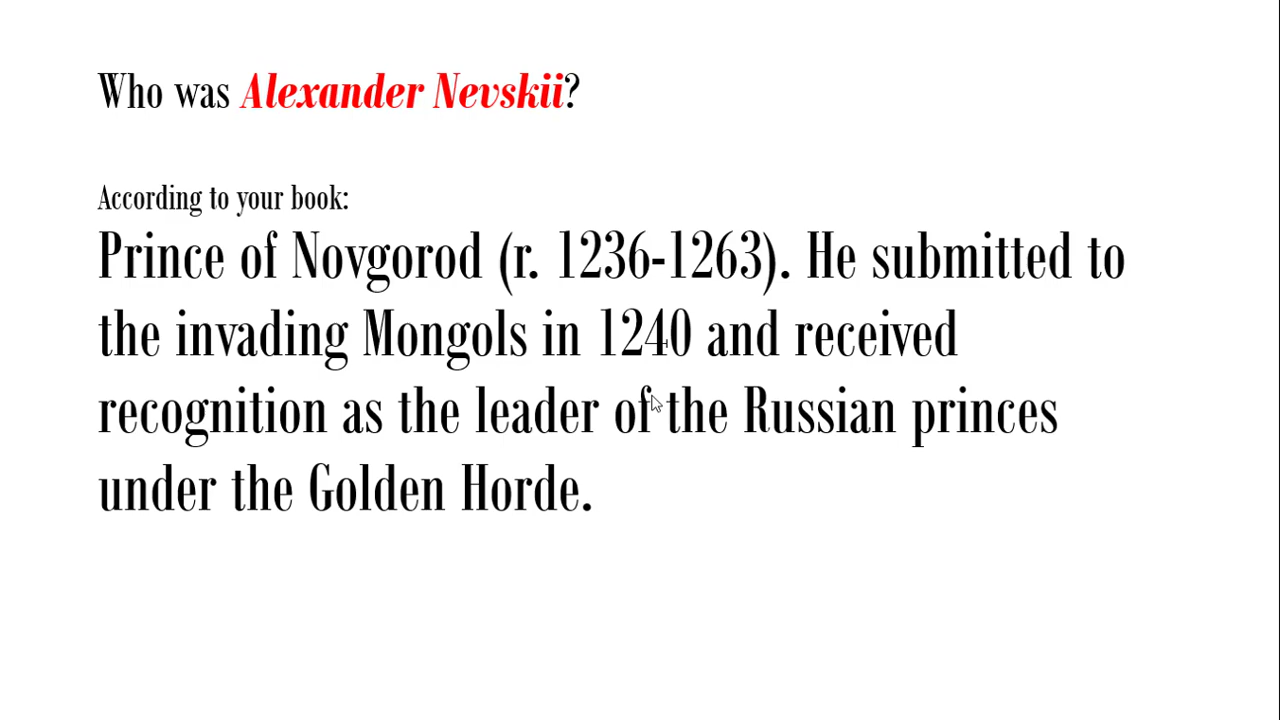 Who was Alexander Nevskii?
According to your book:
Prince of Novgorod (r. 1236-1263). He submitted to
the invading Mongols in 1240 and received
recognition as the leader of the Russian princes
under the Golden Horde.